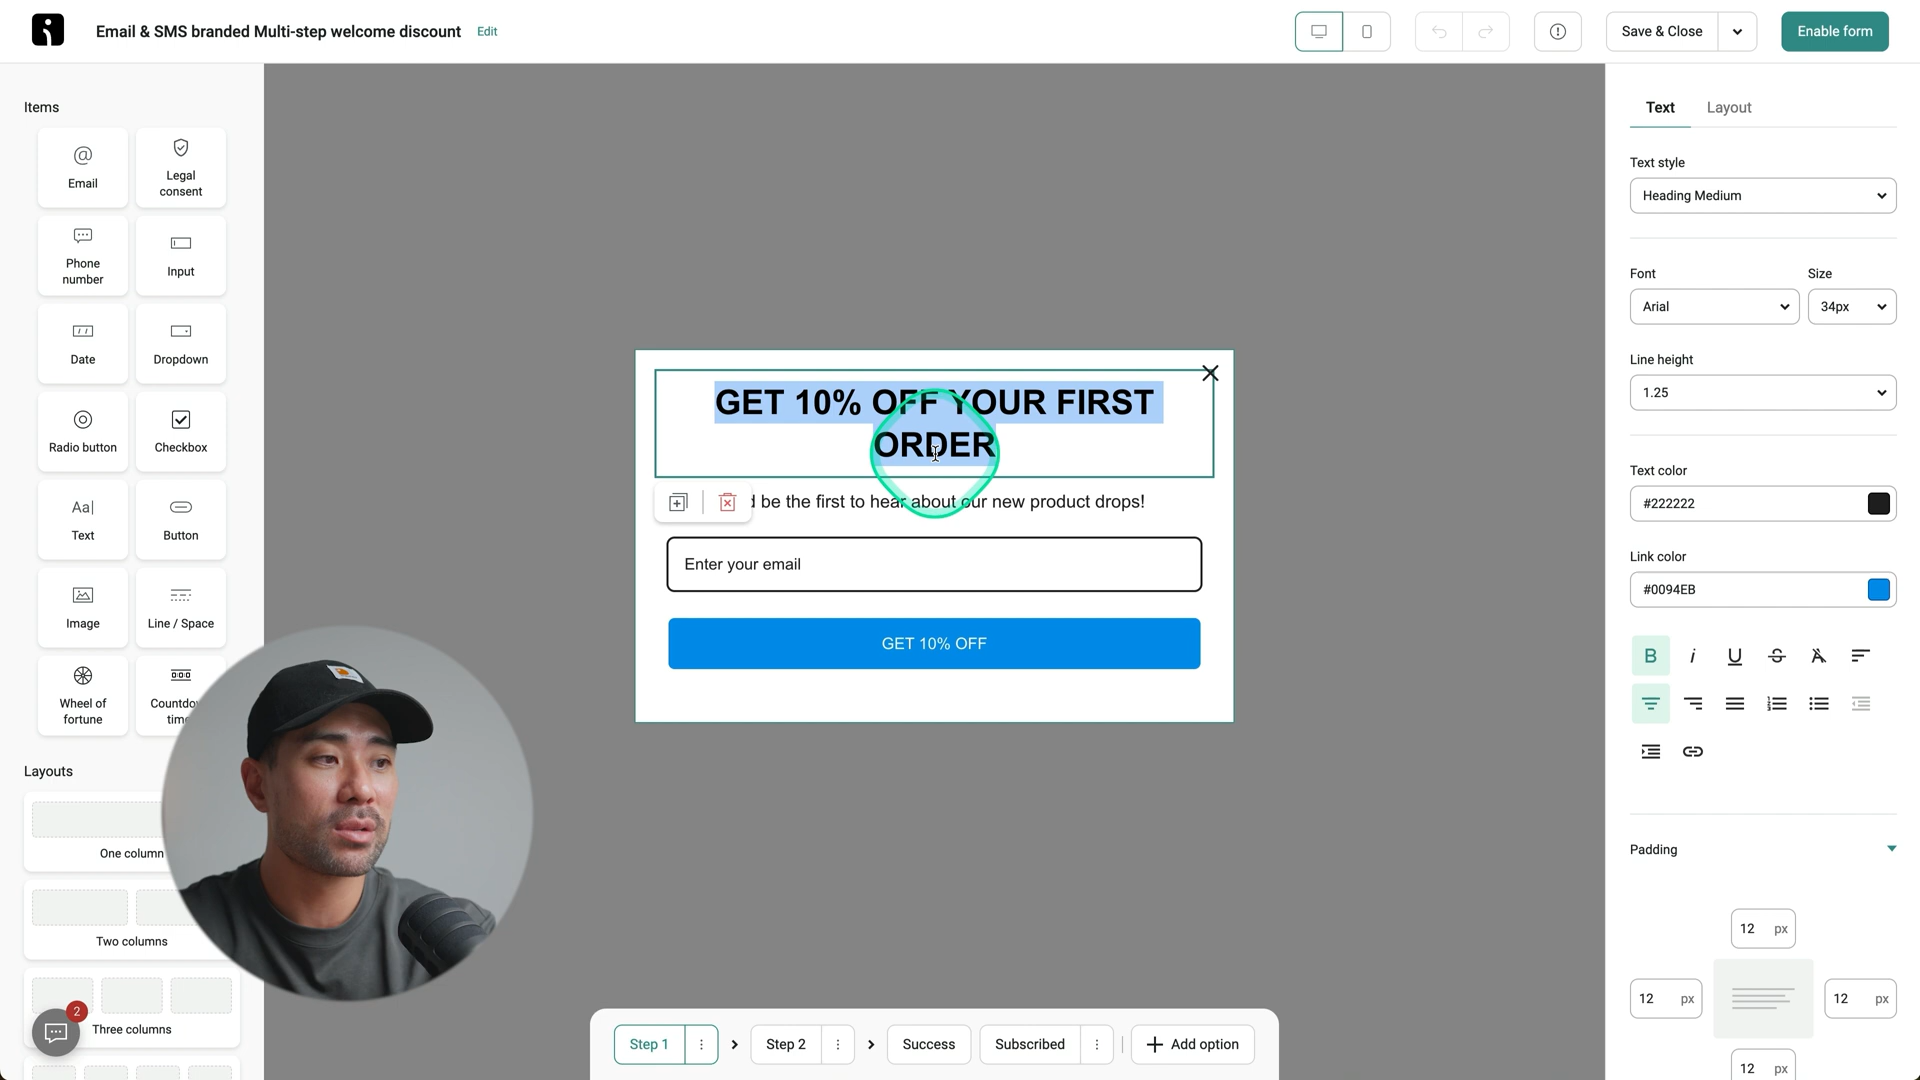 Email & SMS branded Multi-step welcome discount
Edit
Save & Close
Enable form
Items
Email
Legal
consent
Phone
number
Input
Date
Dropdown
Radio button
Checkbox
Aa|
Text
Button
Image
Line / Space
Wheel of
fortune
Layouts
One column
Two columns
Three columns
2
GET 10% OFF YOUR FIRST
ORDER
be the first to hear about our new product drops!
Enter your email
GET 10% OFF
Step 1
Step 2
Success
Subscribed
Add option
Text
Layout
Text style
Heading Medium
Font
Size
Arial
34px
Line height
1.25
Text color
#222222
Link color
#0094EB
B
i
U
S
A
Padding
12 px
12 px
12 px
12 px